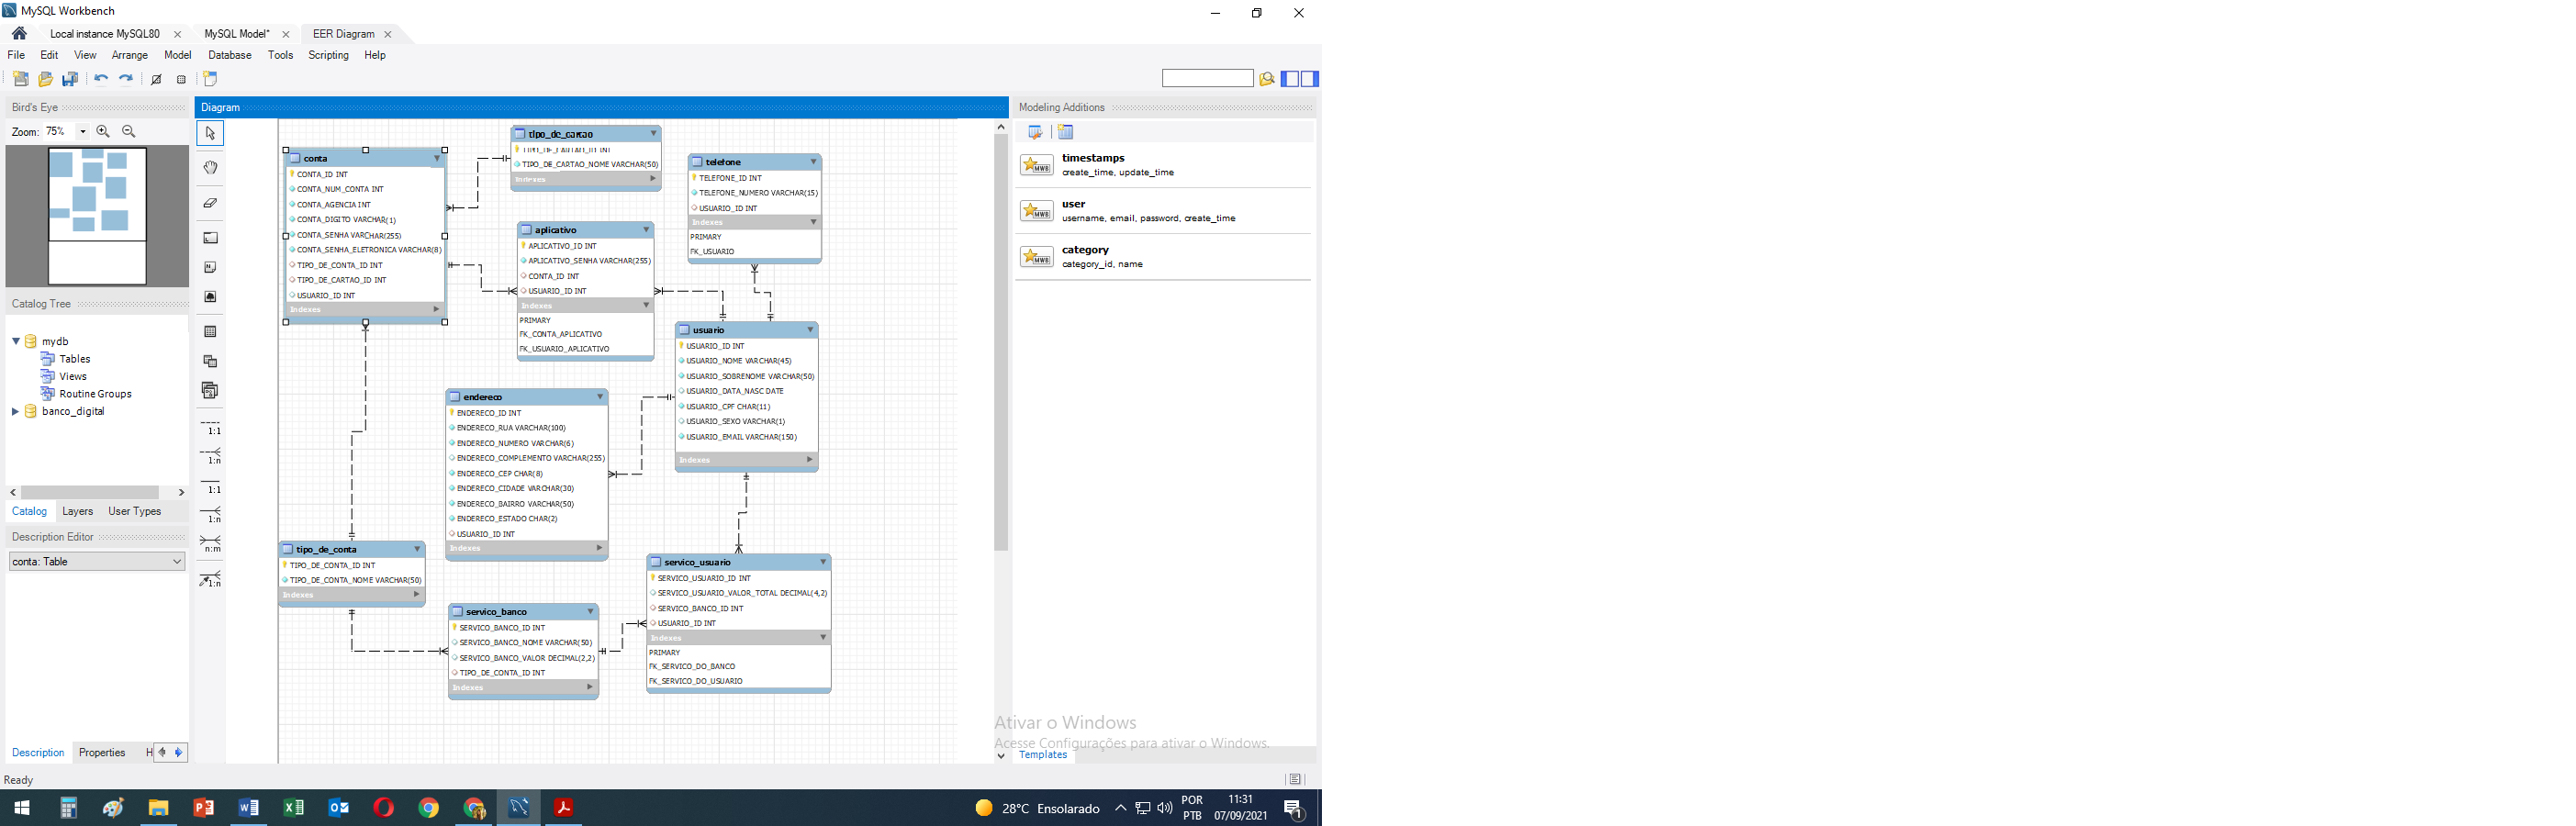 MySQL Workbench
Local instance MySQL80
MySQL Model*
EER Diagram
File Edit View Arrange Model Database Tools Scripting Help
Bird's Eye
Zoom: 75%
Catalog Tree
mydb
Tables
Views
Routine Groups
banco_digital
Catalog Layers User Types
Description Editor
conta: Table
Description Properties H
Ready
Diagram
1:1
1:n
1:1
1:n
n:m
1:n
conta
CONTA_ID INT
CONTA_NUM_CONTA INT
CONTA_AGENCIA INT
CONTA_DIGITO VARCHAR(1)
CONTA_SENHA VARCHAR(255)
CONTA_SENHA_ELETRONICA VARCHAR(8)
TIPO_DE_CONTA_ID INT
TIPO_DE_CARTAO_ID INT
USUARIO_ID INT
Indexes
tipo_de_cartao
TIPO_DE_CARTAO_ID INT
TIPO_DE_CARTAO_NOME VARCHAR(50)
Indexes
telefone
TELEFONE_ID INT
TELEFONE_NUMERO VARCHAR(15)
USUARIO_ID INT
Indexes
PRIMARY
FK_USUARIO
aplicativo
APLICATIVO_ID INT
APLICATIVO_SENHA VARCHAR(255)
CONTA_ID INT
USUARIO_ID INT
Indexes
PRIMARY
FK_CONTA_APLICATIVO
FK_USUARIO_APLICATIVO
usuario
USUARIO_ID INT
USUARIO_NOME VARCHAR(45)
USUARIO_SOBRENOME VARCHAR(50)
USUARIO_DATA_NASC DATE
USUARIO_CPF CHAR(11)
USUARIO_SEXO VARCHAR(1)
USUARIO_EMAIL VARCHAR(150)
Indexes
endereco
ENDERECO_ID INT
ENDERECO_RUA VARCHAR(100)
ENDERECO_NUMERO VARCHAR(6)
ENDERECO_COMPLEMENTO VARCHAR(255)
ENDERECO_CEP CHAR(8)
ENDERECO_CIDADE VARCHAR(30)
ENDERECO_BAIRRO VARCHAR(50)
ENDERECO_ESTADO CHAR(2)
USUARIO_ID INT
Indexes
tipo_de_conta
TIPO_DE_CONTA_ID INT
TIPO_DE_CONTA_NOME VARCHAR(50)
Indexes
servico_banco
SERVICO_BANCO_ID INT
SERVICO_BANCO_NOME VARCHAR(50)
SERVICO_BANCO_VALOR DECIMAL(2,2)
TIPO_DE_CONTA_ID INT
Indexes
servico_usuario
SERVICO_USUARIO_ID INT
SERVICO_USUARIO_VALOR_TOTAL DECIMAL(4,2)
SERVICO_BANCO_ID INT
USUARIO_ID INT
Indexes
PRIMARY
FK_SERVICO_DO_BANCO
FK_SERVICO_DO_USUARIO
Modeling Additions
timestamps
create_time, update_time
user
username, email, password, create_time
category
category_id, name
Ativar o Windows
Acesse Configurações para ativar o Windows.
Templates
28°C Ensolarado
POR
PTB
11:31
07/09/2021
1